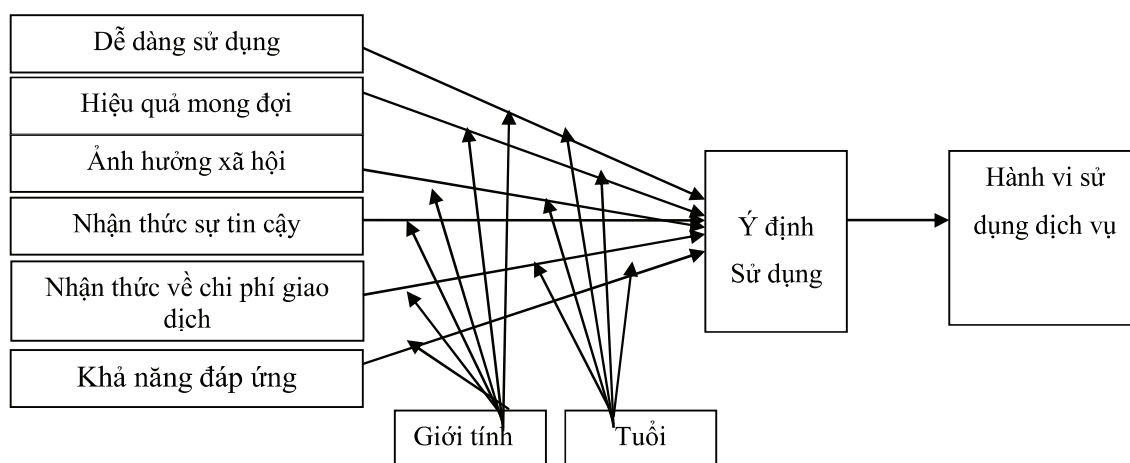 Dễ dàng sử dụng
Hiệu quả mong đợi
Ảnh hưởng xã hội
Nhận thức sự tin cậy
Nhận thức về chi phí giao
dịch
Khả năng đáp ứng
Giới tính
Tuổi
Ý định
Sử dụng
Hành vi sử
dụng dịch vụ